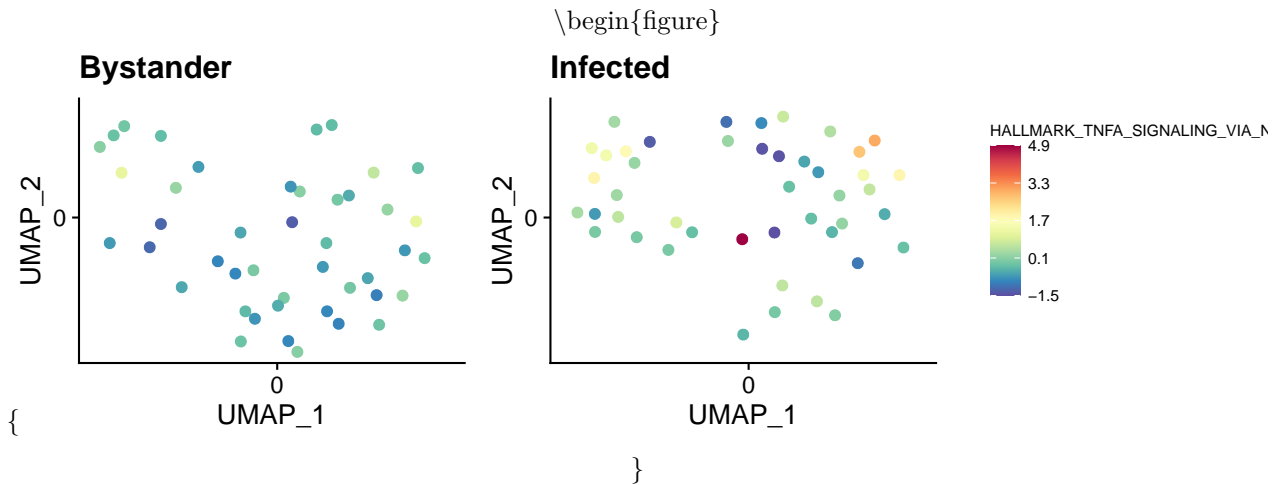 \begin{figure}
Bystander
Infected
UMAP_2
0
0
UMAP_1
UMAP_2
0
0
UMAP_1
HALLMARK_TNFA_SIGNALING_VIA_N
4.9
3.3
1.7
0.1
−1.5
{
}